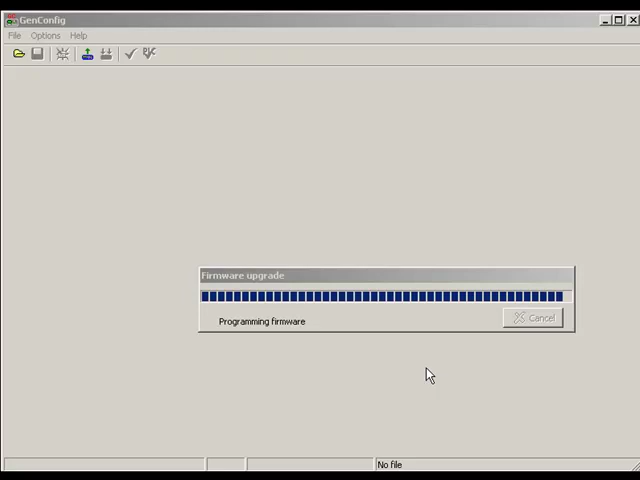 GenConfig
File Options Help
Firmware upgrade
Programming firmware
Cancel
No file